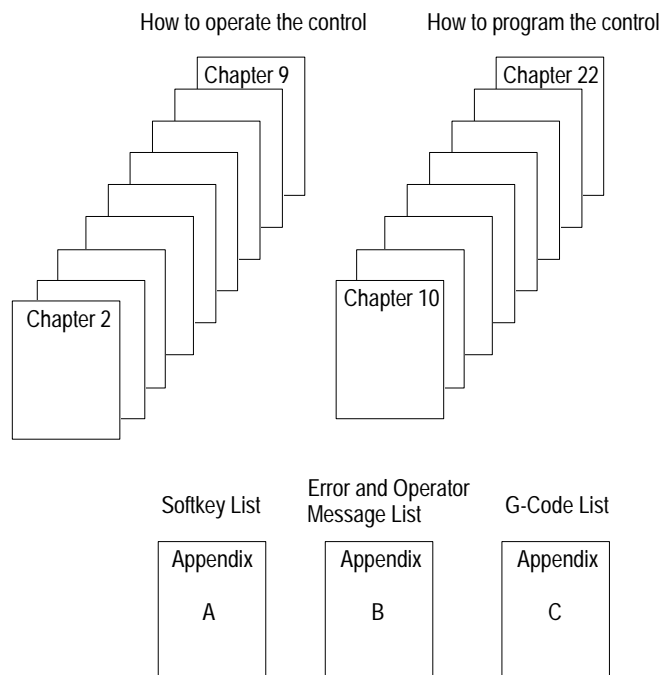 How to operate the control
How to program the control
Chapter 9
Chapter 22
Chapter 2
Chapter 10
Softkey List
Error and Operator
Message List
G-Code List
Appendix
A
Appendix
B
Appendix
C